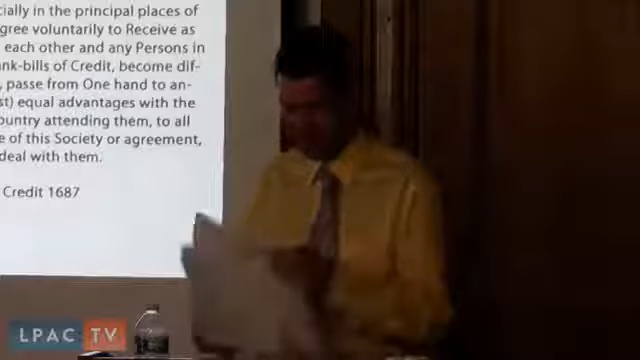 ially in the principal places of
gree voluntarily to Receive as
each other and any Persons in
nk-bills of Credit, become dif-
, passe from One hand to an-
st) equal advantages with the
ountry attending them, to all
e of this Society or agreement,
deal with them.
Credit 1687
LPAC TV